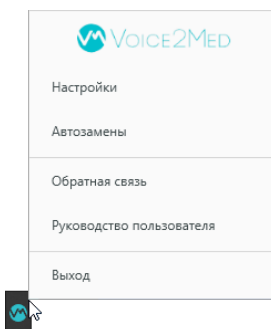 Voice2Med
Настройки
Автозамены
Обратная связь
Руководство пользователя
Выход